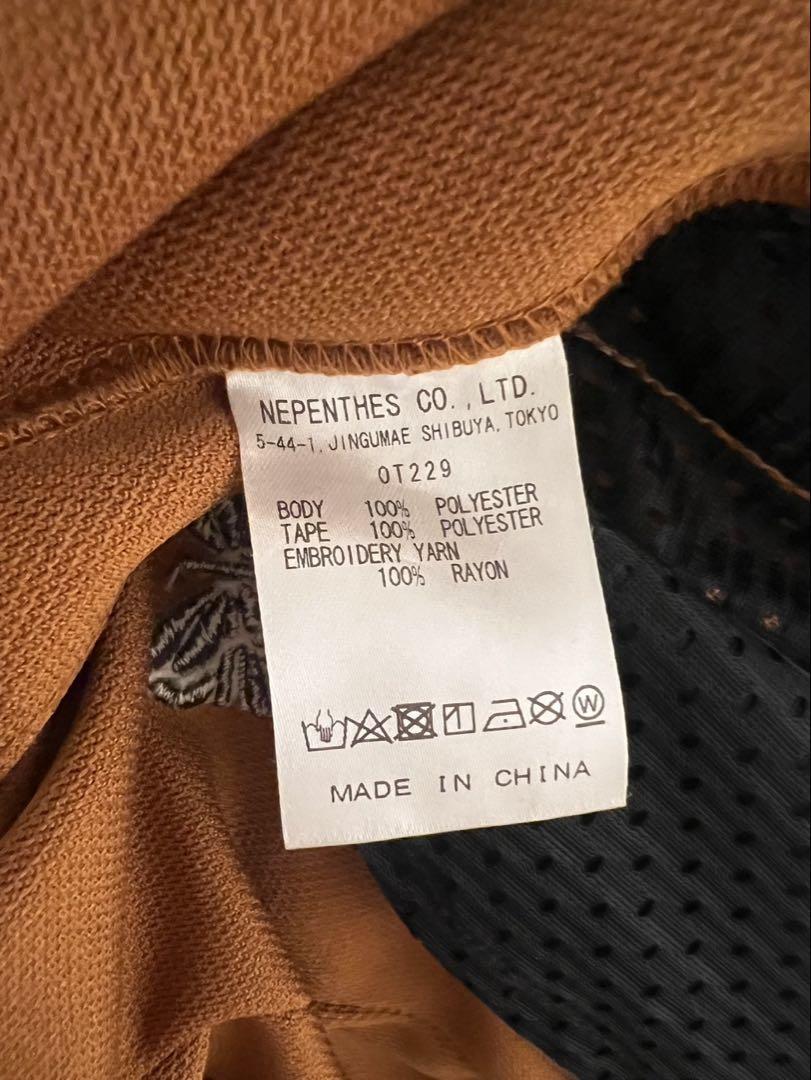 NEPENTHES CO.,LTD.
5-44-1, JINGUMAE SHIBUYA, TOKYO
OT229
BODY 100% POLYESTER
TAPE 100% POLYESTER
EMBROIDERY YARN
100% RAYON
W
MADE IN CHINA